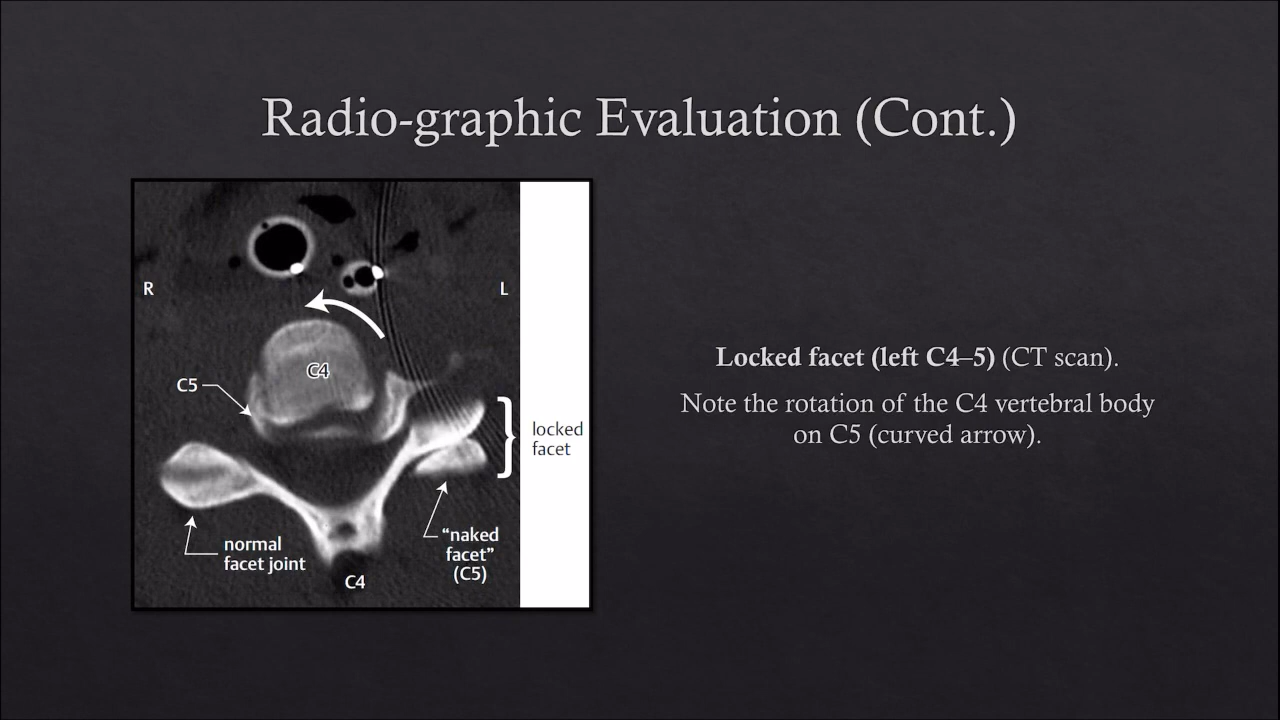 Radio-graphic Evaluation (Cont.)
R
L
C4
C5
locked
facet
normal
facet joint
C4
“naked
facet”
(C5)
Locked facet (left C4–5) (CT scan).
Note the rotation of the C4 vertebral body
on C5 (curved arrow).